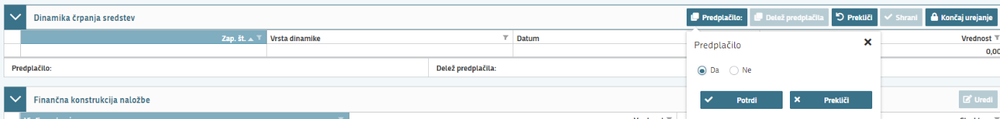 Dinamika črpanja sredstev
Predplačilo: Delež predplačila Prekliči Shrani Končaj urejanje
Zap. št. Vrsta dinamike Datum Vrednost
0,00
Predplačilo: Delež predplačila:
Predplačilo
Da Ne
Potrdi Prekliči
Finančna konstrukcija naložbe Uredi